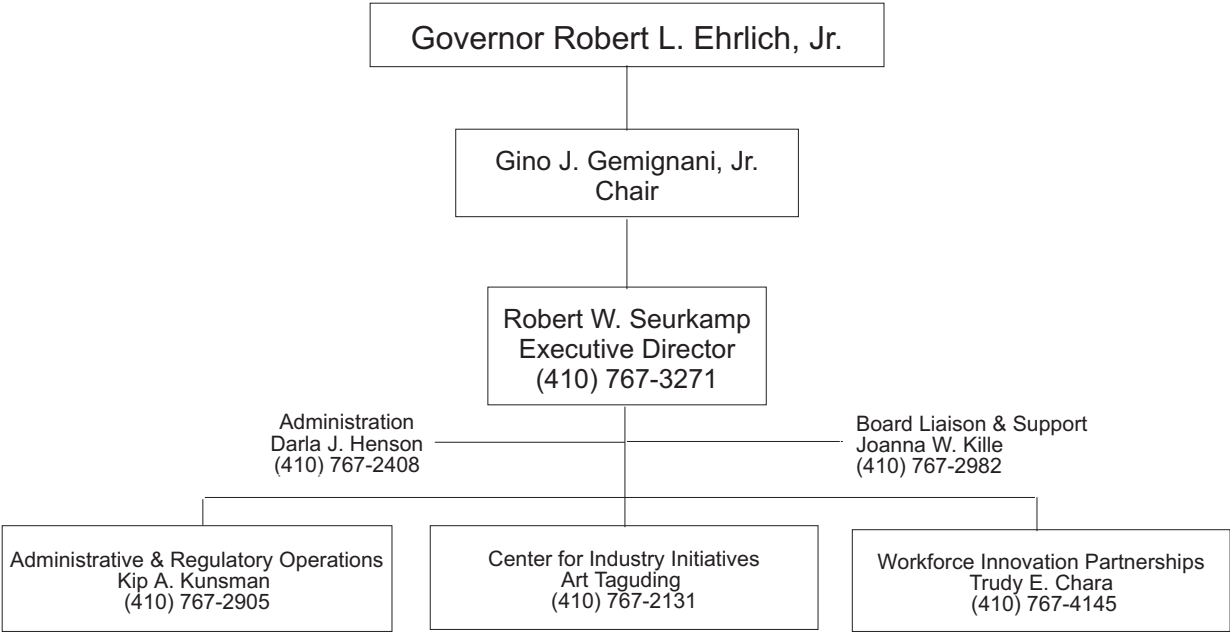 Governor Robert L. Ehrlich, Jr.
Gino J. Gemignani, Jr.
Chair
Robert W. Seurkamp
Executive Director
(410) 767-3271
Administration
Darla J. Henson
(410) 767-2408
Board Liaison & Support
Joanna W. Kille
(410) 767-2982
Administrative & Regulatory Operations
Kip A. Kunsman
(410) 767-2905
Center for Industry Initiatives
Art Taguding
(410) 767-2131
Workforce Innovation Partnerships
Trudy E. Chara
(410) 767-4145